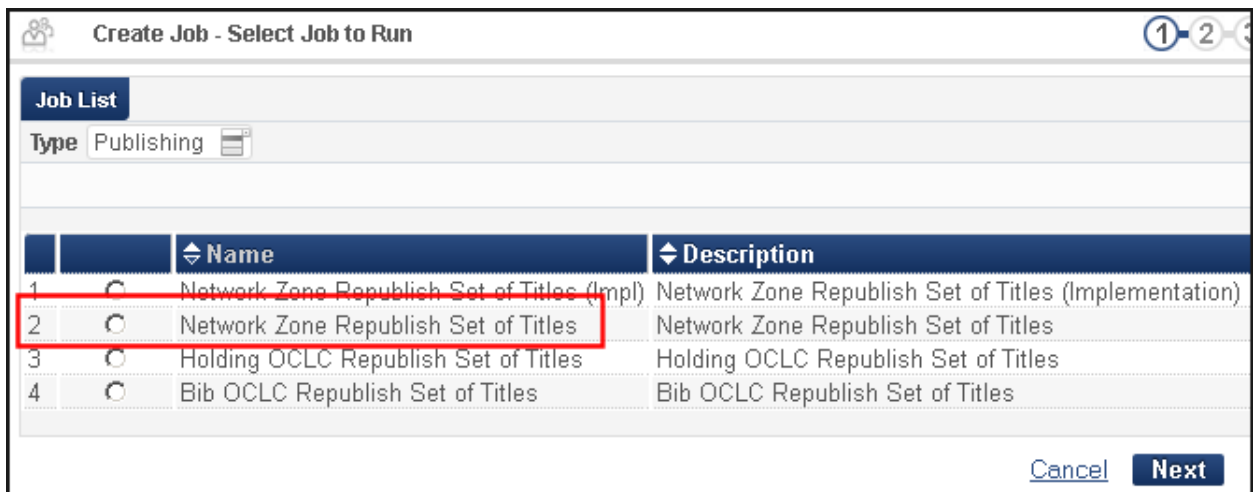 Create Job - Select Job to Run 1 2 3
Job List
Type Publishing
Name Description
1 Network Zone Republish Set of Titles (Impl) Network Zone Republish Set of Titles (Implementation)
2 Network Zone Republish Set of Titles Network Zone Republish Set of Titles
3 Holding OCLC Republish Set of Titles Holding OCLC Republish Set of Titles
4 Bib OCLC Republish Set of Titles Bib OCLC Republish Set of Titles
Cancel Next